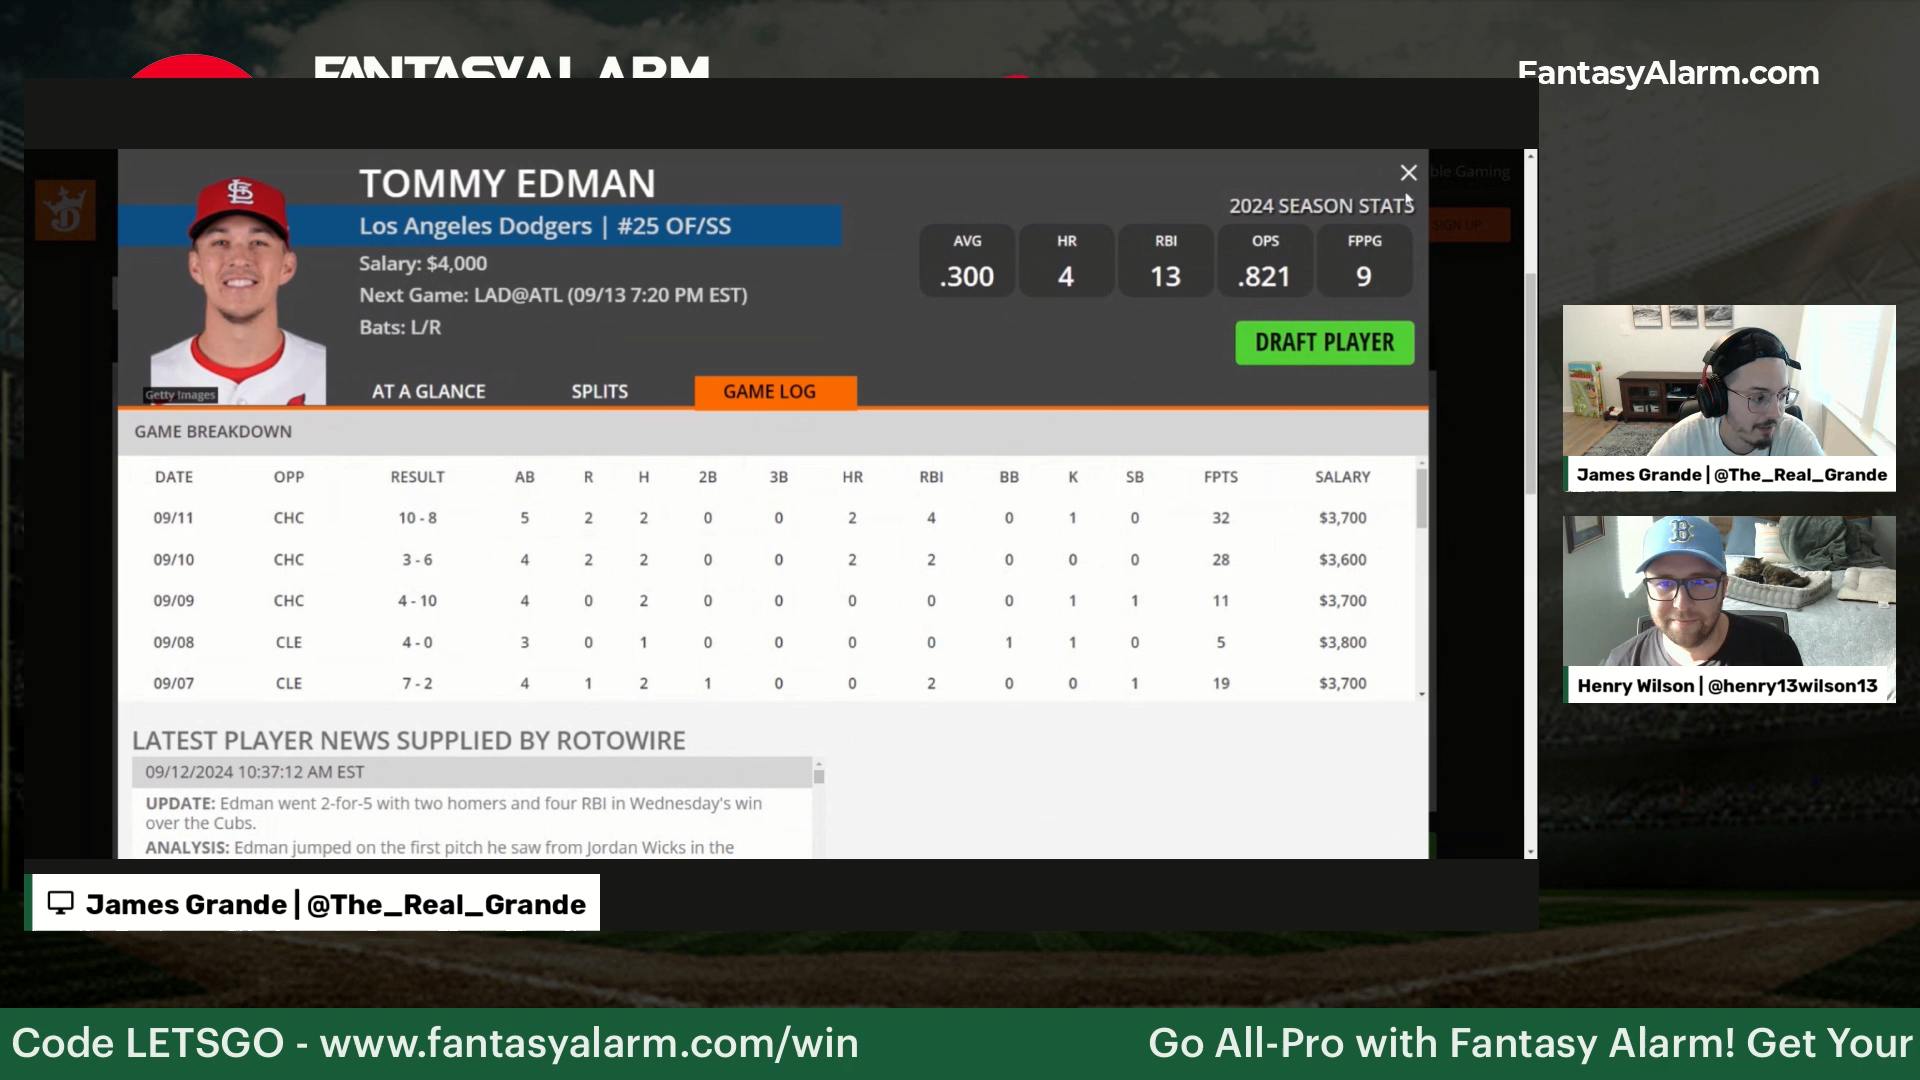 FANTASYALARM
FantasyAlarm.com
TOMMY EDMAN
Los Angeles Dodgers | #25 OF/SS
Salary: $4,000
Next Game: LAD@ATL (09/13 7:20 PM EST)
Bats: L/R
Getty Images
ble Gaming
SIGN UP
2024 SEASON STATS
AVG HR RBI OPS FPPG
.300 4 13 .821 9
DRAFT PLAYER
AT A GLANCE SPLITS GAME LOG
GAME BREAKDOWN
DATE OPP RESULT AB R H 2B 3B HR RBI BB K SB FPTS SALARY
09/11 CHC 10 - 8 5 2 2 0 0 2 4 0 1 0 32 $3,700
09/10 CHC 3 - 6 4 2 2 0 0 2 2 0 0 0 28 $3,600
09/09 CHC 4 - 10 4 0 2 0 0 0 0 0 1 1 11 $3,700
09/08 CLE 4 - 0 3 0 1 0 0 0 0 1 1 0 5 $3,800
09/07 CLE 7 - 2 4 1 2 1 0 0 2 0 0 1 19 $3,700
LATEST PLAYER NEWS SUPPLIED BY ROTOWIRE
09/12/2024 10:37:12 AM EST
UPDATE: Edman went 2-for-5 with two homers and four RBI in Wednesday's win
over the Cubs.
ANALYSIS: Edman jumped on the first pitch he saw from Jordan Wicks in the
James Grande | @The_Real_Grande
B
Henry Wilson | @henry13wilson13
James Grande | @The_Real_Grande
Code LETSGO - www.fantasyalarm.com/win
Go All-Pro with Fantasy Alarm! Get Your